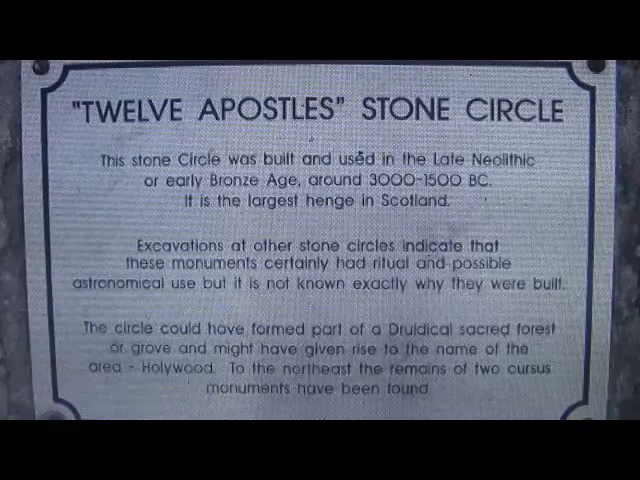 "TWELVE APOSTLES" STONE CIRCLE
This stone Circle was built and used in the Late Neolithic
or early Bronze Age, around 3000-1500 BC.
It is the largest henge in Scotland.
Excavations at other stone circles indicate that
these monuments certainly had ritual and possible
astronomical use but it is not known exactly why they were built.
The circle could have formed part of a Druidical sacred forest
or grove and might have given rise to the name of the
area - Holywood. To the northeast the remains of two cursus
monuments have been found.